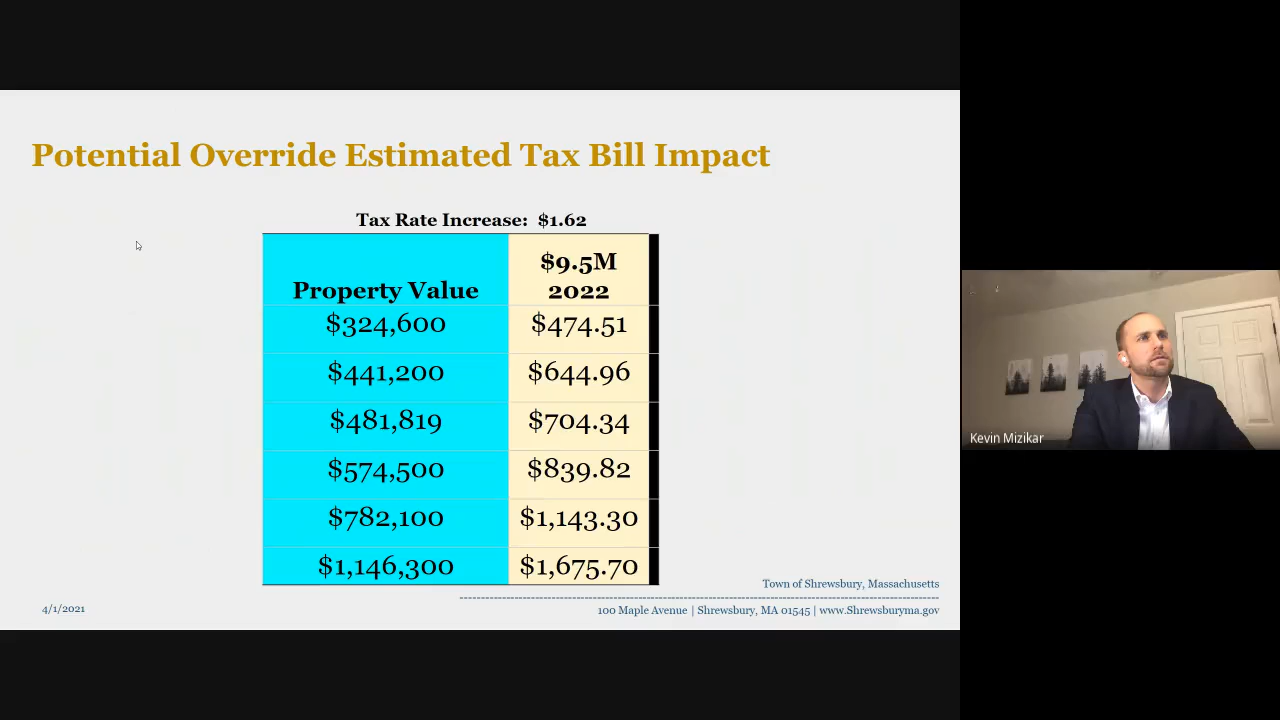 Potential Override Estimated Tax Bill Impact
Tax Rate Increase: $1.62
Property Value
$9.5M
2022
$324,600 $474.51
$441,200 $644.96
$481,819 $704.34
$574,500 $839.82
$782,100 $1,143.30
$1,146,300 $1,675.70
Town of Shrewsbury, Massachusetts
4/1/2021
100 Maple Avenue | Shrewsbury, MA 01545 | www.Shrewsburyma.gov
Kevin Mizikar